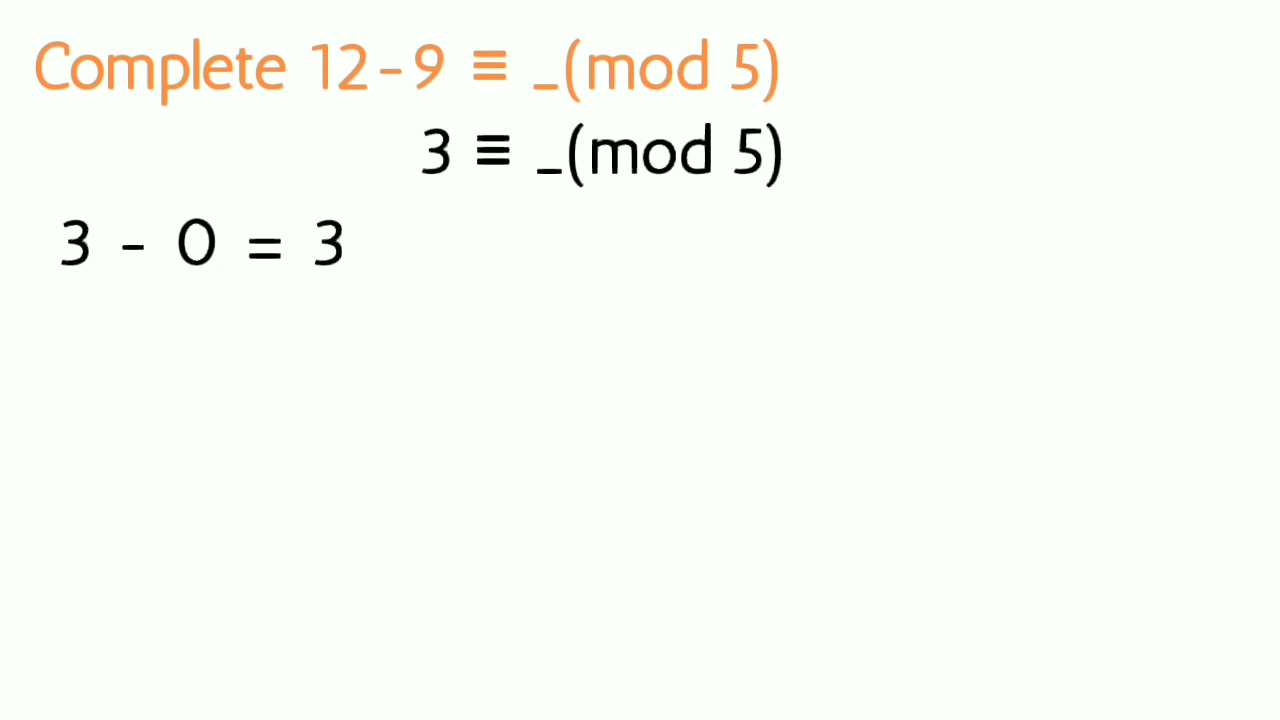 Complete 12-9 ≡ _(mod 5)
3 ≡ _(mod 5)
3 - 0 = 3